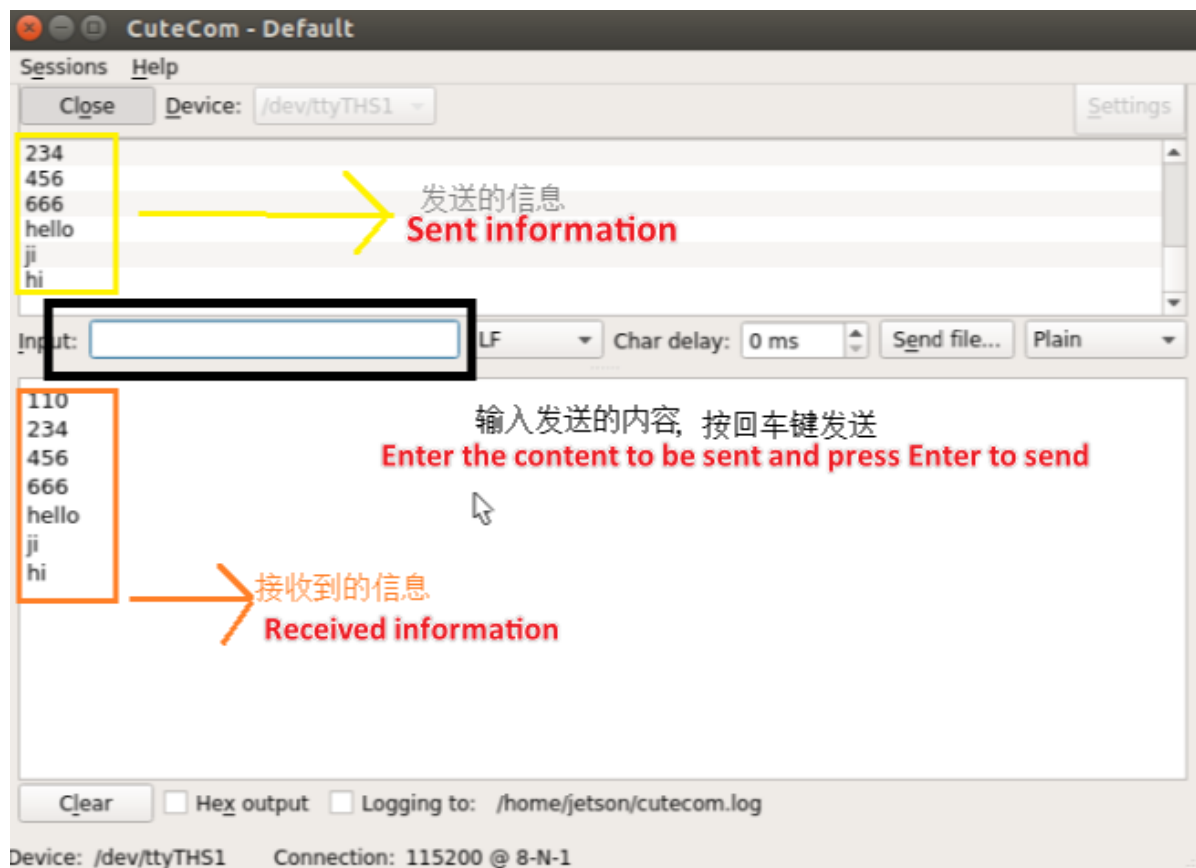 CuteCom - Default
Sessions Help
Close Device: /dev/ttyTHS1 Settings
234
456
666
hello
ji
hi
发送的信息
Sent information
Input: LF Char delay: 0 ms Send file... Plain
110
234
456
666
hello
ji
hi
输入发送的内容, 按回车键发送
Enter the content to be sent and press Enter to send
接收到的信息
Received information
Clear Hex output Logging to: /home/jetson/cutecom.log
Device: /dev/ttyTHS1 Connection: 115200 @ 8-N-1